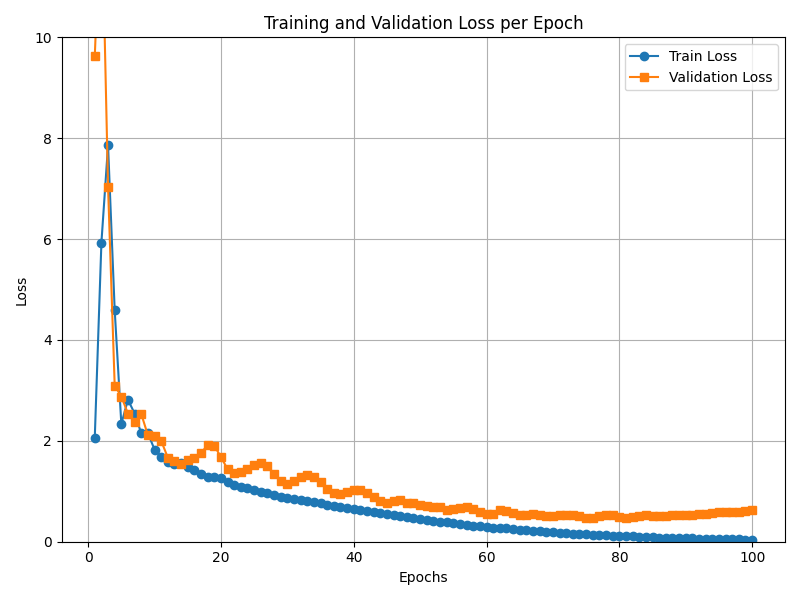 Training and Validation Loss per Epoch
Train Loss
Validation Loss
10
8
6
4
2
0
Loss
0 20 40 60 80 100
Epochs